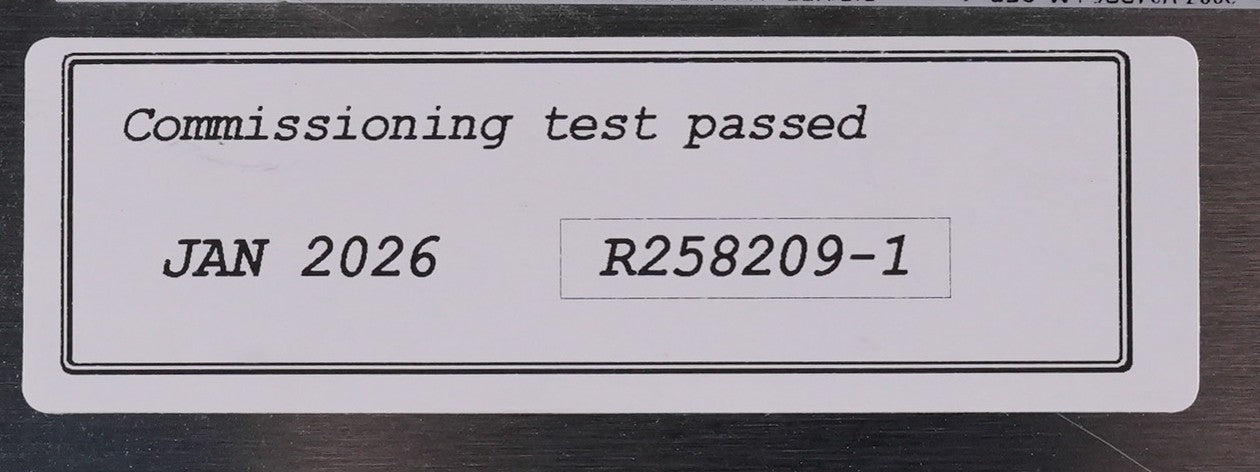 Commissioning test passed
JAN 2026 R258209-1